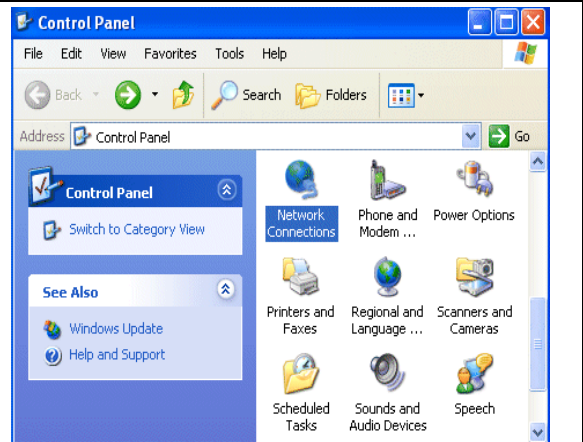 Control Panel
File Edit View Favorites Tools Help
Back Search Folders
Address Control Panel Go
Control Panel
Switch to Category View
See Also
Windows Update
Help and Support
Network Connections
Phone and Modem ...
Power Options
Printers and Faxes
Regional and Language ...
Scanners and Cameras
Scheduled Tasks
Sounds and Audio Devices
Speech